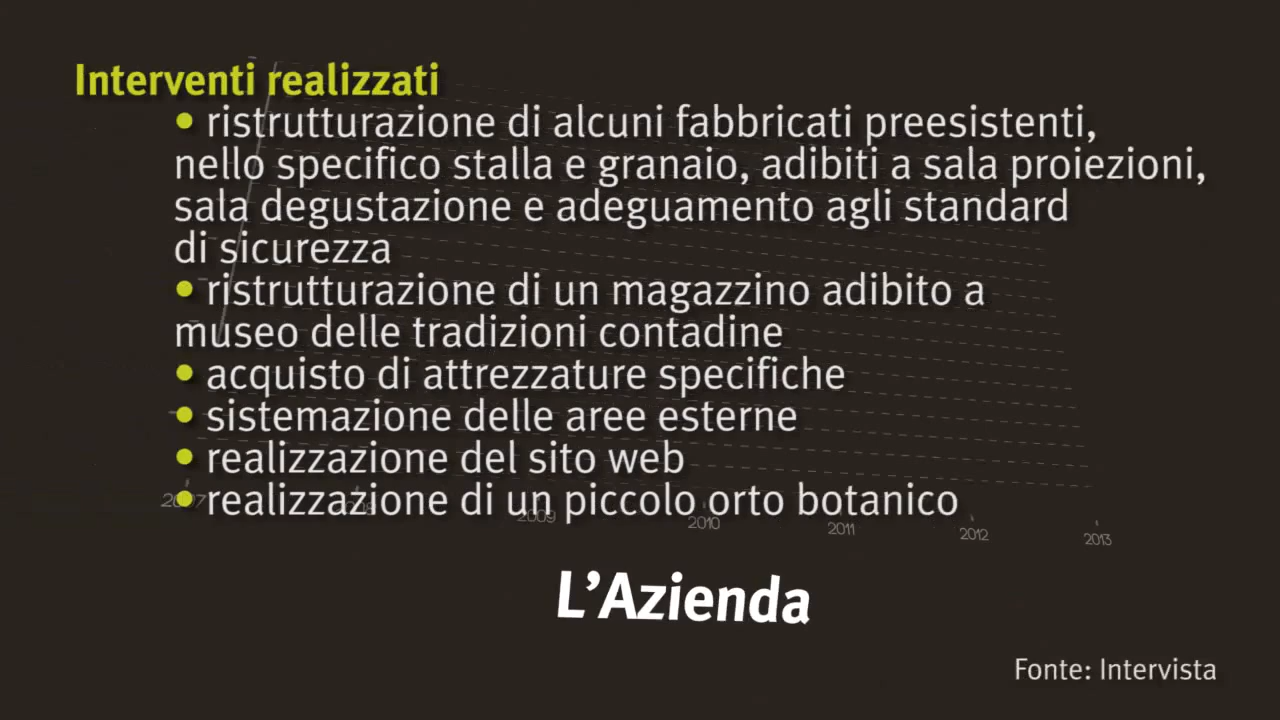 Interventi realizzati
• ristrutturazione di alcuni fabbricati preesistenti,
nello specifico stalla e granaio, adibiti a sala proiezioni,
sala degustazione e adeguamento agli standard
di sicurezza
• ristrutturazione di un magazzino adibito a
museo delle tradizioni contadine
• acquisto di attrezzature specifiche
• sistemazione delle aree esterne
• realizzazione del sito web
• realizzazione di un piccolo orto botanico
2009 2010 2011 2012 2013
L'Azienda
Fonte: Intervista